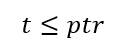 t ≤ ptr